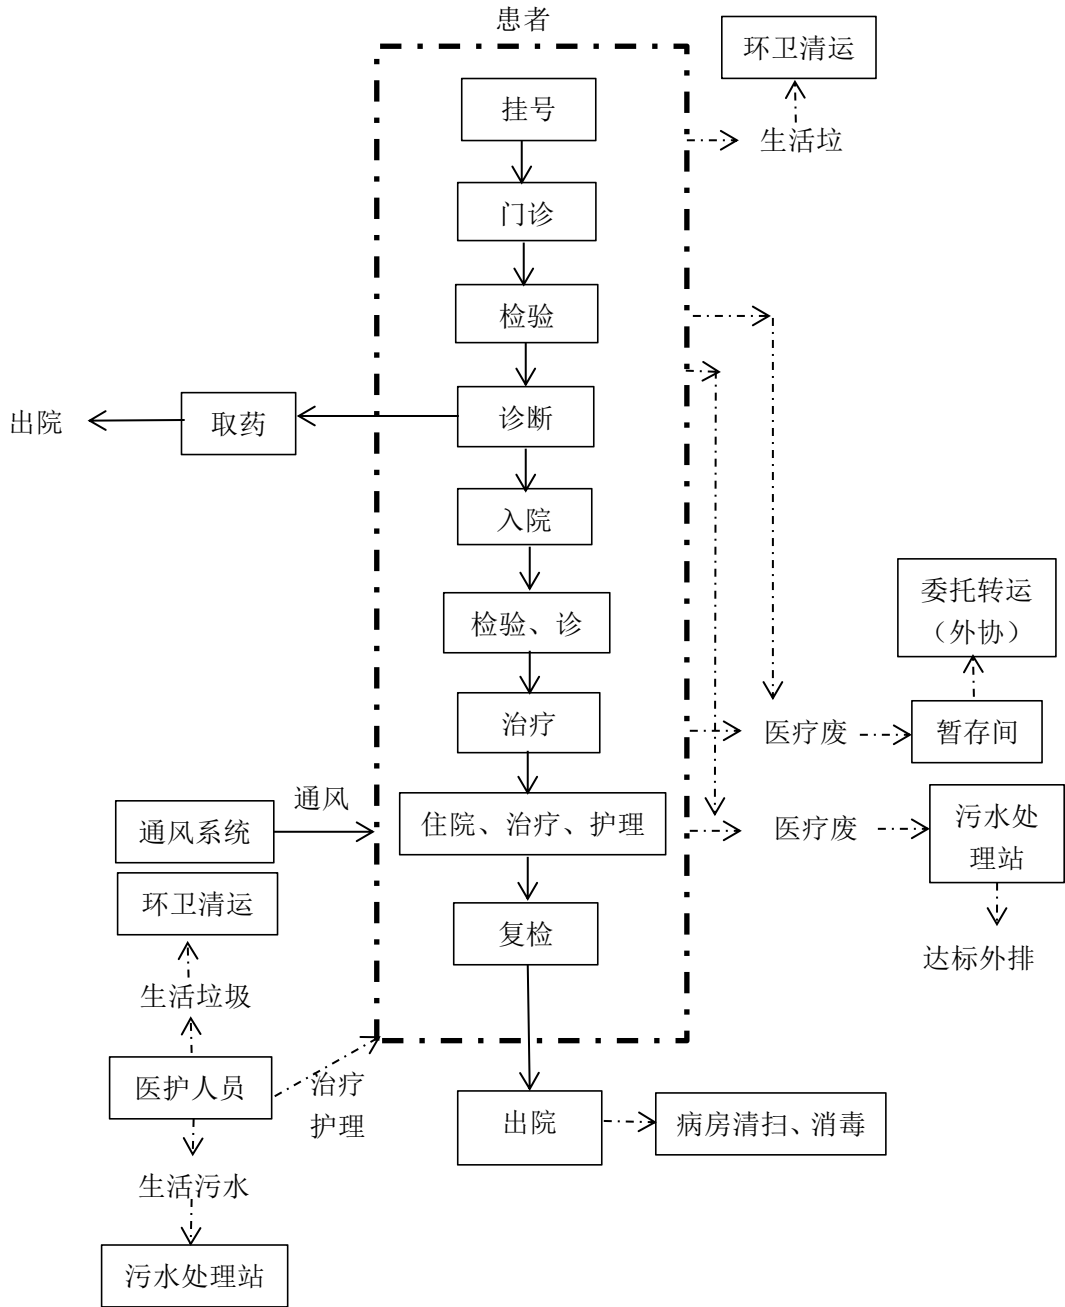 患者
环卫清运
挂号
生活垃
门诊
检验
出院
取药
诊断
入院
委托转运
（外协）
检验、诊
治疗
医疗废
暂存间
通风
通风系统
住院、治疗、护理
医疗废
污水处
理站
环卫清运
复检
达标外排
生活垃圾
医护人员
治疗
护理
出院
病房清扫、消毒
生活污水
污水处理站